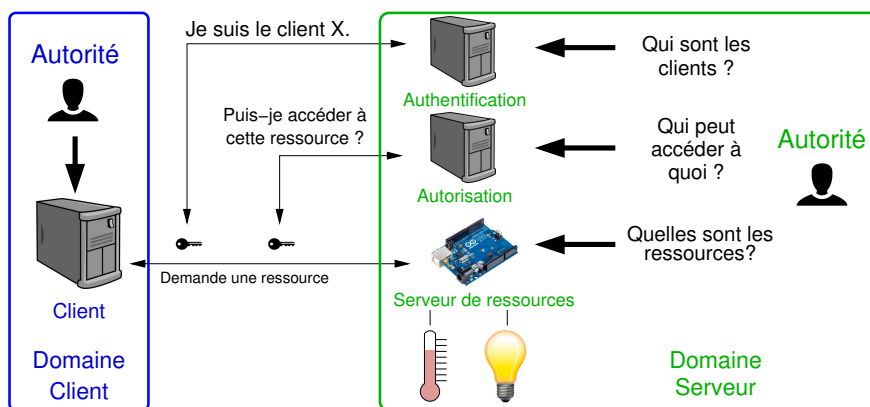 Autorité
Client
Domaine
Client
Je suis le client X.
Puis−je accéder à
cette ressource ?
Demande une ressource
Authentification
Autorisation
Serveur de ressources
Qui sont les
clients ?
Qui peut
accéder à
quoi ?
Quelles sont les
ressources?
Autorité
Domaine
Serveur